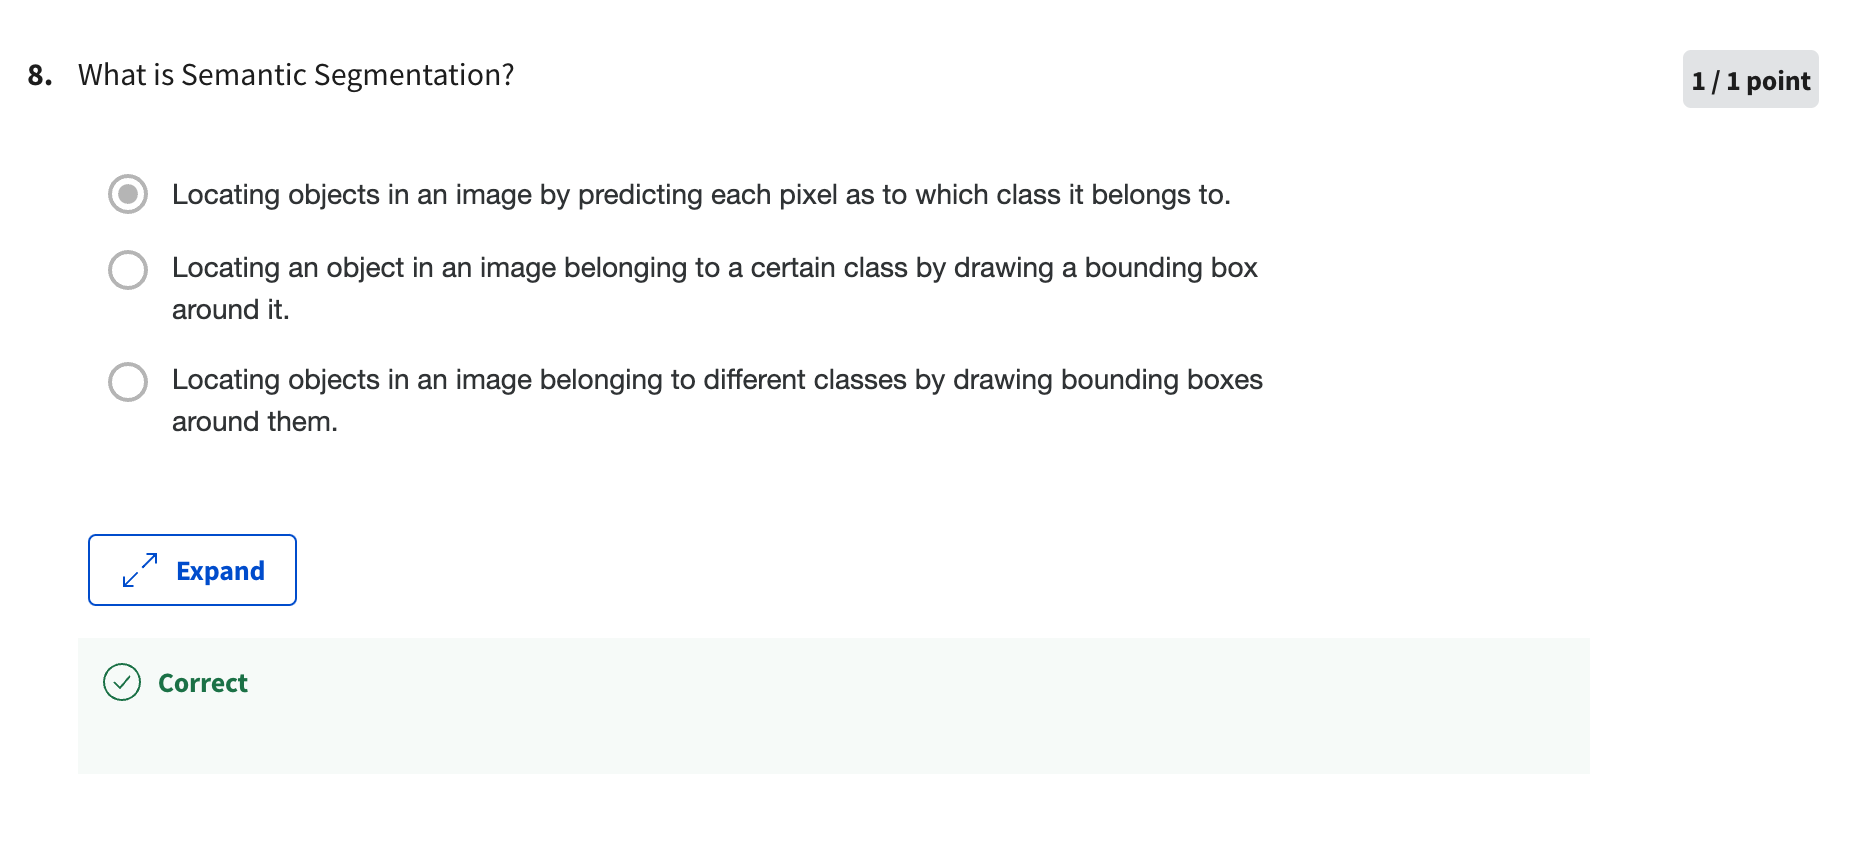 8. What is Semantic Segmentation?
1 / 1 point
Locating objects in an image by predicting each pixel as to which class it belongs to.
Locating an object in an image belonging to a certain class by drawing a bounding box
around it.
Locating objects in an image belonging to different classes by drawing bounding boxes
around them.
Expand
Correct